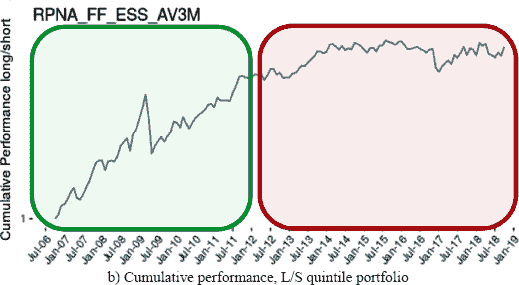 RPNA_FF_ESS_AV3M
Cumulative Performance long/short
1
Jul-06
Jan-07
Jul-07
Jan-08
Jul-08
Jan-09
Jul-09
Jan-10
Jul-10
Jan-11
Jul-11
Jan-12
Jul-12
Jan-13
Jul-13
Jan-14
Jul-14
Jan-15
Jul-15
Jan-16
Jul-16
Jan-17
Jul-17
Jan-18
Jul-18
Jan-19
b) Cumulative performance, L/S quintile portfolio